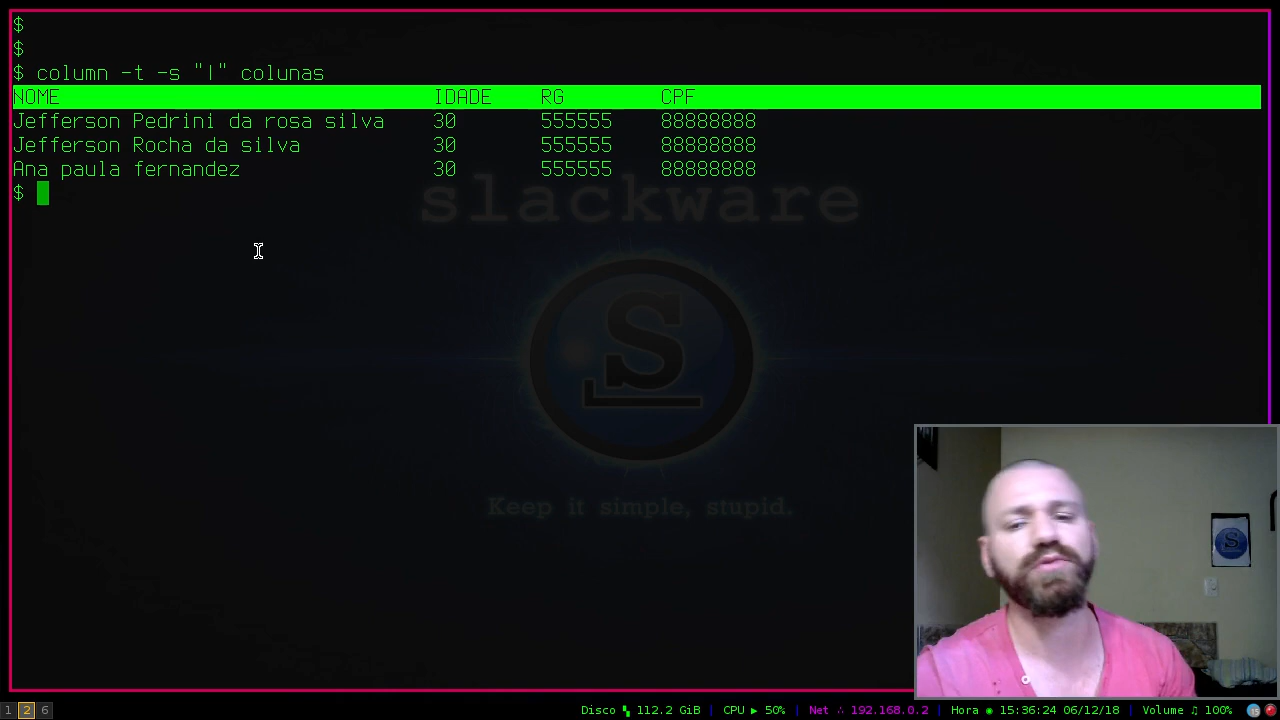 $
$
$ column -t -s "|" colunas
NOME IDADE RG CPF
Jefferson Pedrini da rosa silva 30 555555 88888888
Jefferson Rocha da silva 30 555555 88888888
Ana paula fernandez 30 555555 88888888
$
slackware
S
Keep it simple, stupid.
S
1 2 6 Disco ▚ 112.2 GiB | CPU ▶ 50% | Net ∴ 192.168.0.2 | Hora ◉ 15:36:24 06/12/18 | Volume ♫ 100%